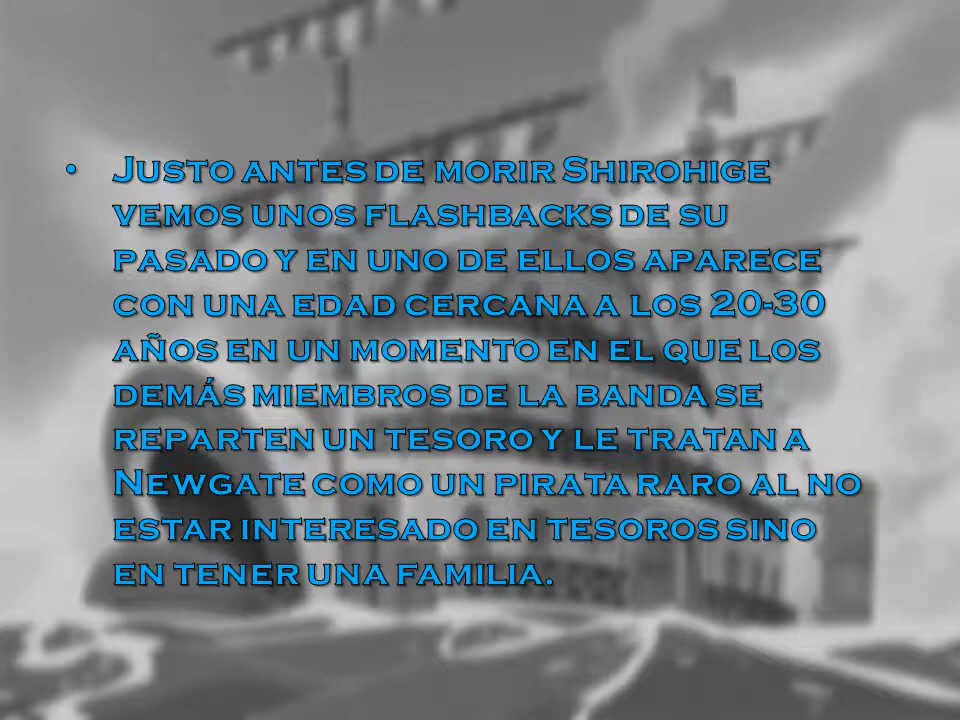 • Justo antes de morir Shirohige
vemos unos flashbacks de su
pasado y en uno de ellos aparece
con una edad cercana a los 20-30
años en un momento en el que los
demás miembros de la banda se
reparten un tesoro y le tratan a
Newgate como un pirata raro al no
estar interesado en tesoros sino
en tener una familia.